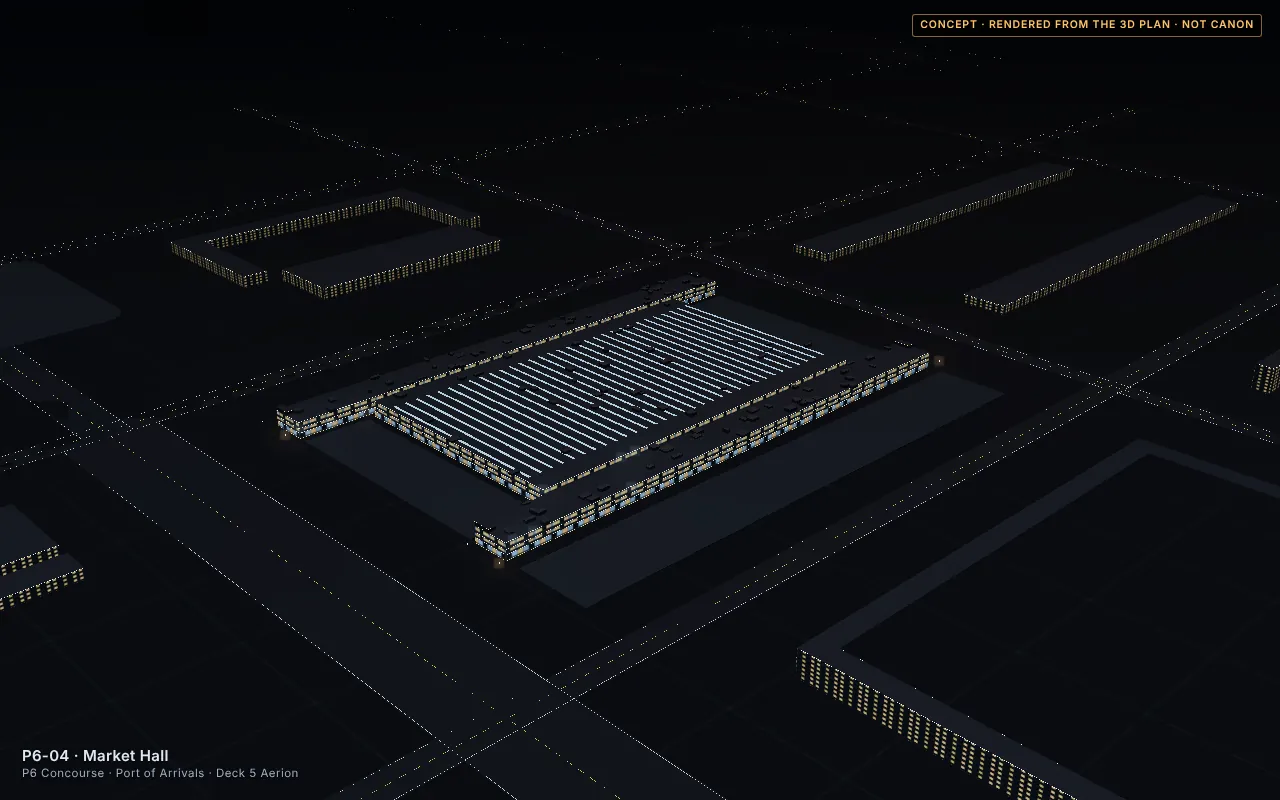 CONCEPT · RENDERED FROM THE 3D PLAN · NOT CANON
P6-04 · Market Hall
P6 Concourse · Port of Arrivals · Deck 5 Aerion